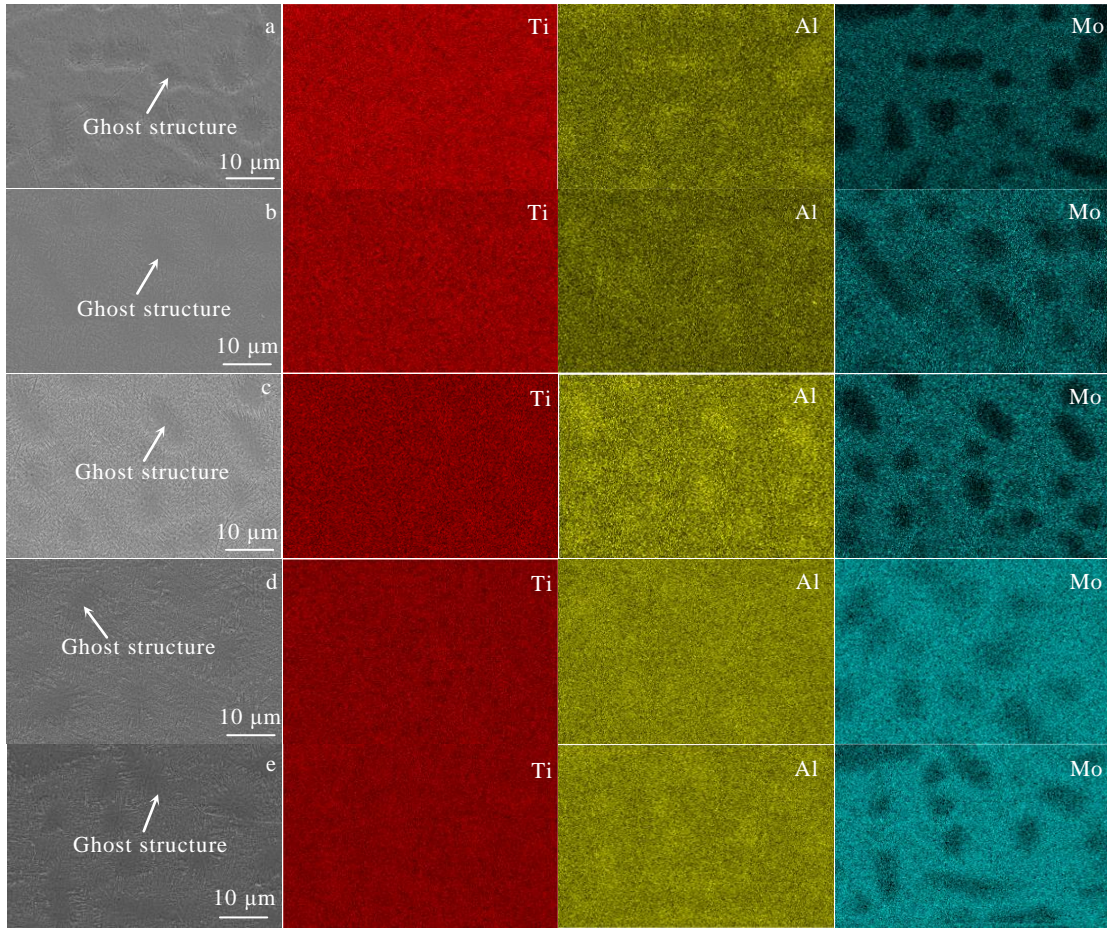 a
Ti
Al
Mo
Ghost structure
10 μm
b
Ti
Al
Mo
Ghost structure
10 μm
c
Ti
Al
Mo
Ghost structure
10 μm
d
Ti
Al
Mo
Ghost structure
10 μm
e
Ti
Al
Mo
Ghost structure
10 μm